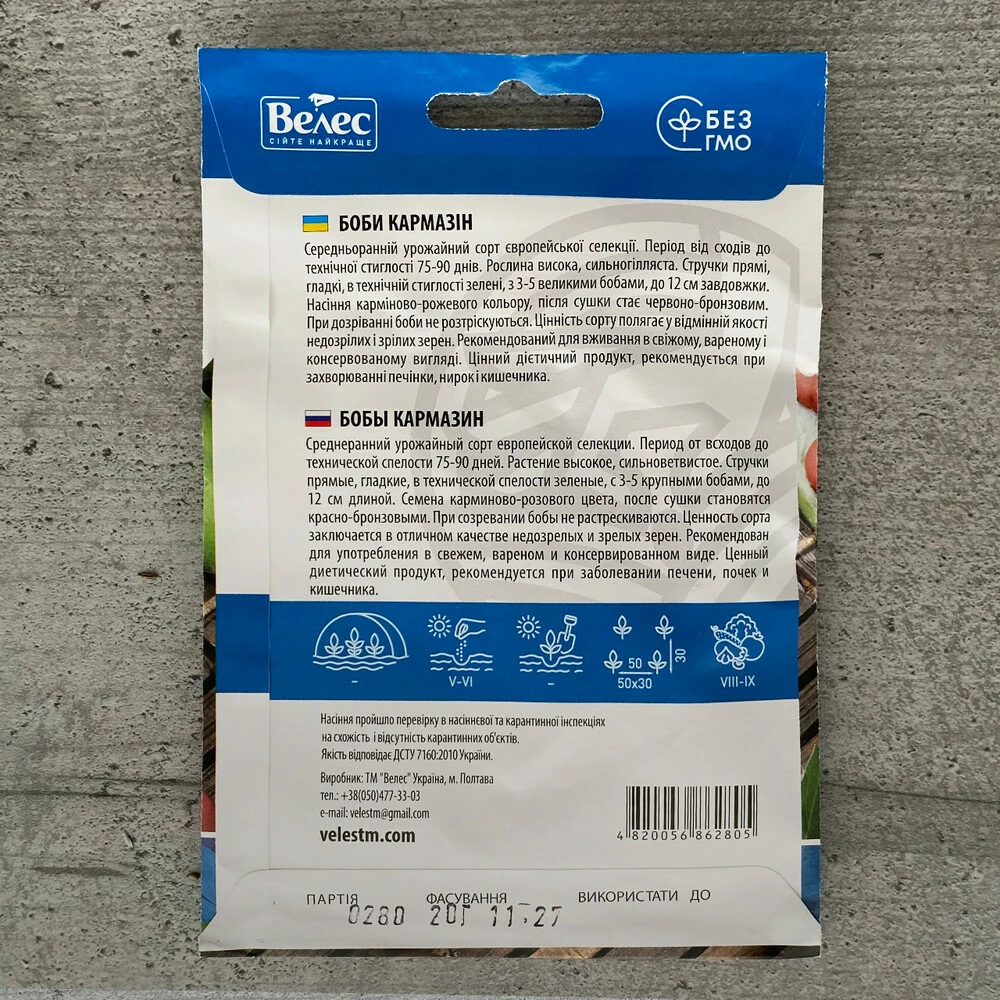 Велес
СІЙТЕ НАЙКРАЩЕ
БЕЗ
ГМО
БОБИ КАРМАЗІН
Середньоранній урожайний сорт європейської селекції. Період від сходів до
технічної стиглості 75-90 днів. Рослина висока, сильногілляста. Стручки прямі,
гладкі, в технічній стиглості зелені, з 3-5 великими бобами, до 12 см завдовжки.
Насіння карміново-рожевого кольору, після сушки стає червоно-бронзовим.
При дозріванні боби не розтріскуються. Цінність сорту полягає у відмінній якості
недозрілих і зрілих зерен. Рекомендований для вживання в свіжому, вареному і
консервованому вигляді. Цінний дієтичний продукт, рекомендується при
захворюванні печінки, нирок і кишечника.
БОБЫ КАРМАЗИН
Среднеранний урожайный сорт европейской селекции. Период от всходов до
технической спелости 75-90 дней. Растение высокое, сильноветвистое. Стручки
прямые, гладкие, в технической спелости зеленые, с 3-5 крупными бобами, до
12 см длиной. Семена карминово-розового цвета, после сушки становятся
красно-бронзовыми. При созревании бобы не растрескиваются. Ценность сорта
заключается в отличном качестве недозрелых и зрелых зерен. Рекомендован
для употребления в свежем, вареном и консервированном виде. Ценный
диетический продукт, рекомендуется при заболевании печени, почек и
кишечника.
50 30
– V-VI – 50x30 VIII-IX
Насіння пройшло перевірку в насіннєвої та карантинної інспекціях
на схожість і відсутність карантинних об'єктів.
Якість відповідає ДСТУ 7160:2010 України.
Виробник: ТМ "Велес" Україна, м. Полтава
тел.: +38(050)477-33-03
e-mail: velestm@gmail.com
velestm.com
4 820056 862805
ПАРТІЯ ФАСУВАННЯ ВИКОРИСТАТИ ДО
0280 20Г 11.27